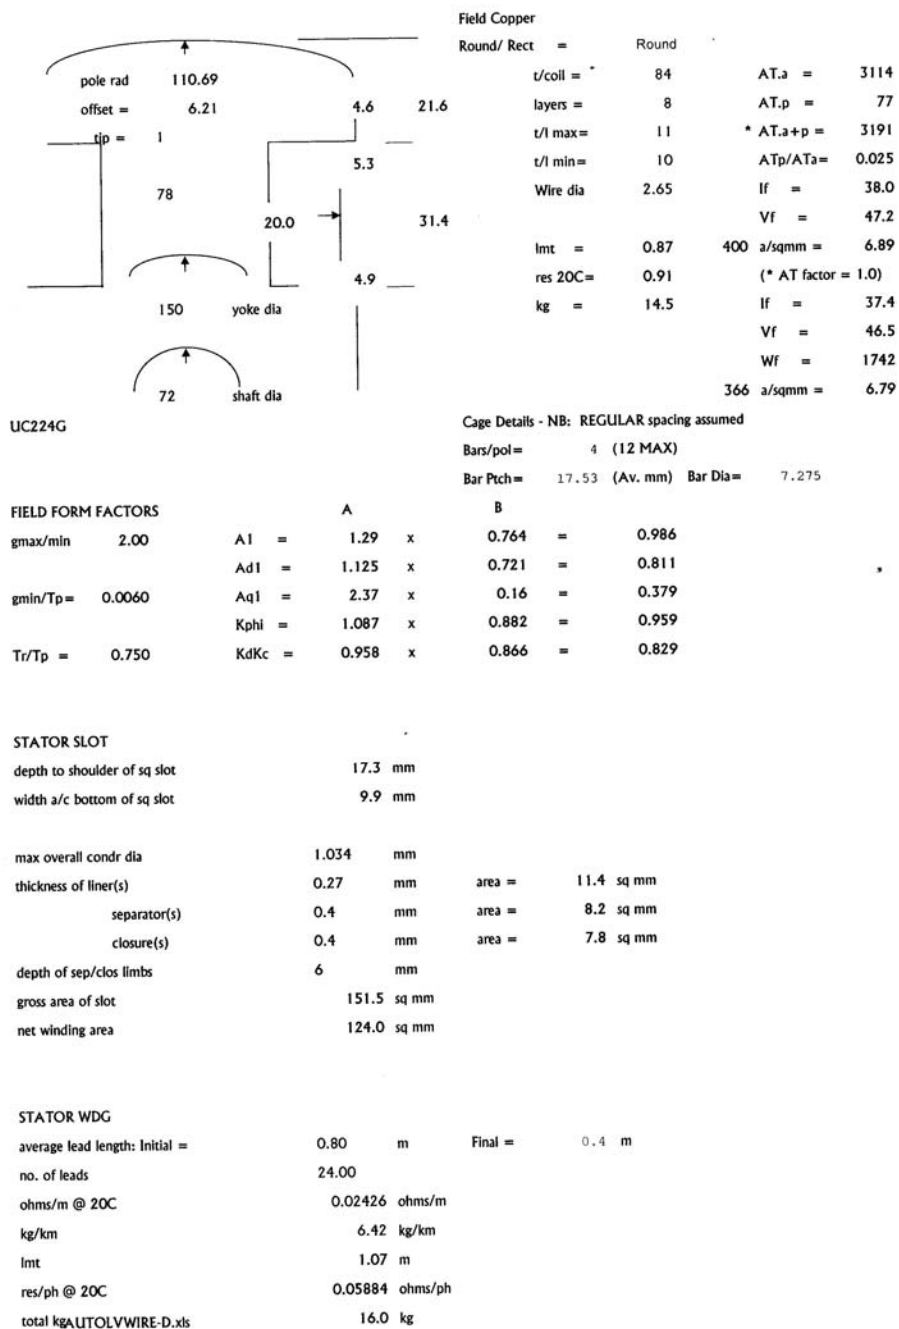 Field Copper
Round/ Rect = Round
pole rad 110.69 t/coil = 84 AT.a = 3114
offset = 6.21 4.6 21.6 layers = 8 AT.p = 77
tip = 1 t/l max= 11 * AT.a+p = 3191
5.3 t/l min= 10 ATp/ATa= 0.025
78 Wire dia 2.65 If = 38.0
20.0 31.4 Vf = 47.2
lmt = 0.87 400 a/sqmm = 6.89
4.9 res 20C= 0.91 (* AT factor = 1.0)
150 yoke dia kg = 14.5 If = 37.4
Vf = 46.5
Wf = 1742
72 shaft dia 366 a/sqmm = 6.79
UC224G Cage Details - NB: REGULAR spacing assumed
Bars/pol= 4 (12 MAX)
Bar Ptch= 17.53 (Av. mm) Bar Dia= 7.275
FIELD FORM FACTORS A B
gmax/min 2.00 A1 = 1.29 x 0.764 = 0.986
Ad1 = 1.125 x 0.721 = 0.811
gmin/Tp= 0.0060 Aq1 = 2.37 x 0.16 = 0.379
Kphi = 1.087 x 0.882 = 0.959
Tr/Tp = 0.750 KdKc = 0.958 x 0.866 = 0.829
STATOR SLOT
depth to shoulder of sq slot 17.3 mm
width a/c bottom of sq slot 9.9 mm
max overall condr dia 1.034 mm
thickness of liner(s) 0.27 mm area = 11.4 sq mm
separator(s) 0.4 mm area = 8.2 sq mm
closure(s) 0.4 mm area = 7.8 sq mm
depth of sep/clos limbs 6 mm
gross area of slot 151.5 sq mm
net winding area 124.0 sq mm
STATOR WDG
average lead length: Initial = 0.80 m Final = 0.4 m
no. of leads 24.00
ohms/m @ 20C 0.02426 ohms/m
kg/km 6.42 kg/km
lmt 1.07 m
res/ph @ 20C 0.05884 ohms/ph
total kgAUTOLVWIRE-D.xls 16.0 kg